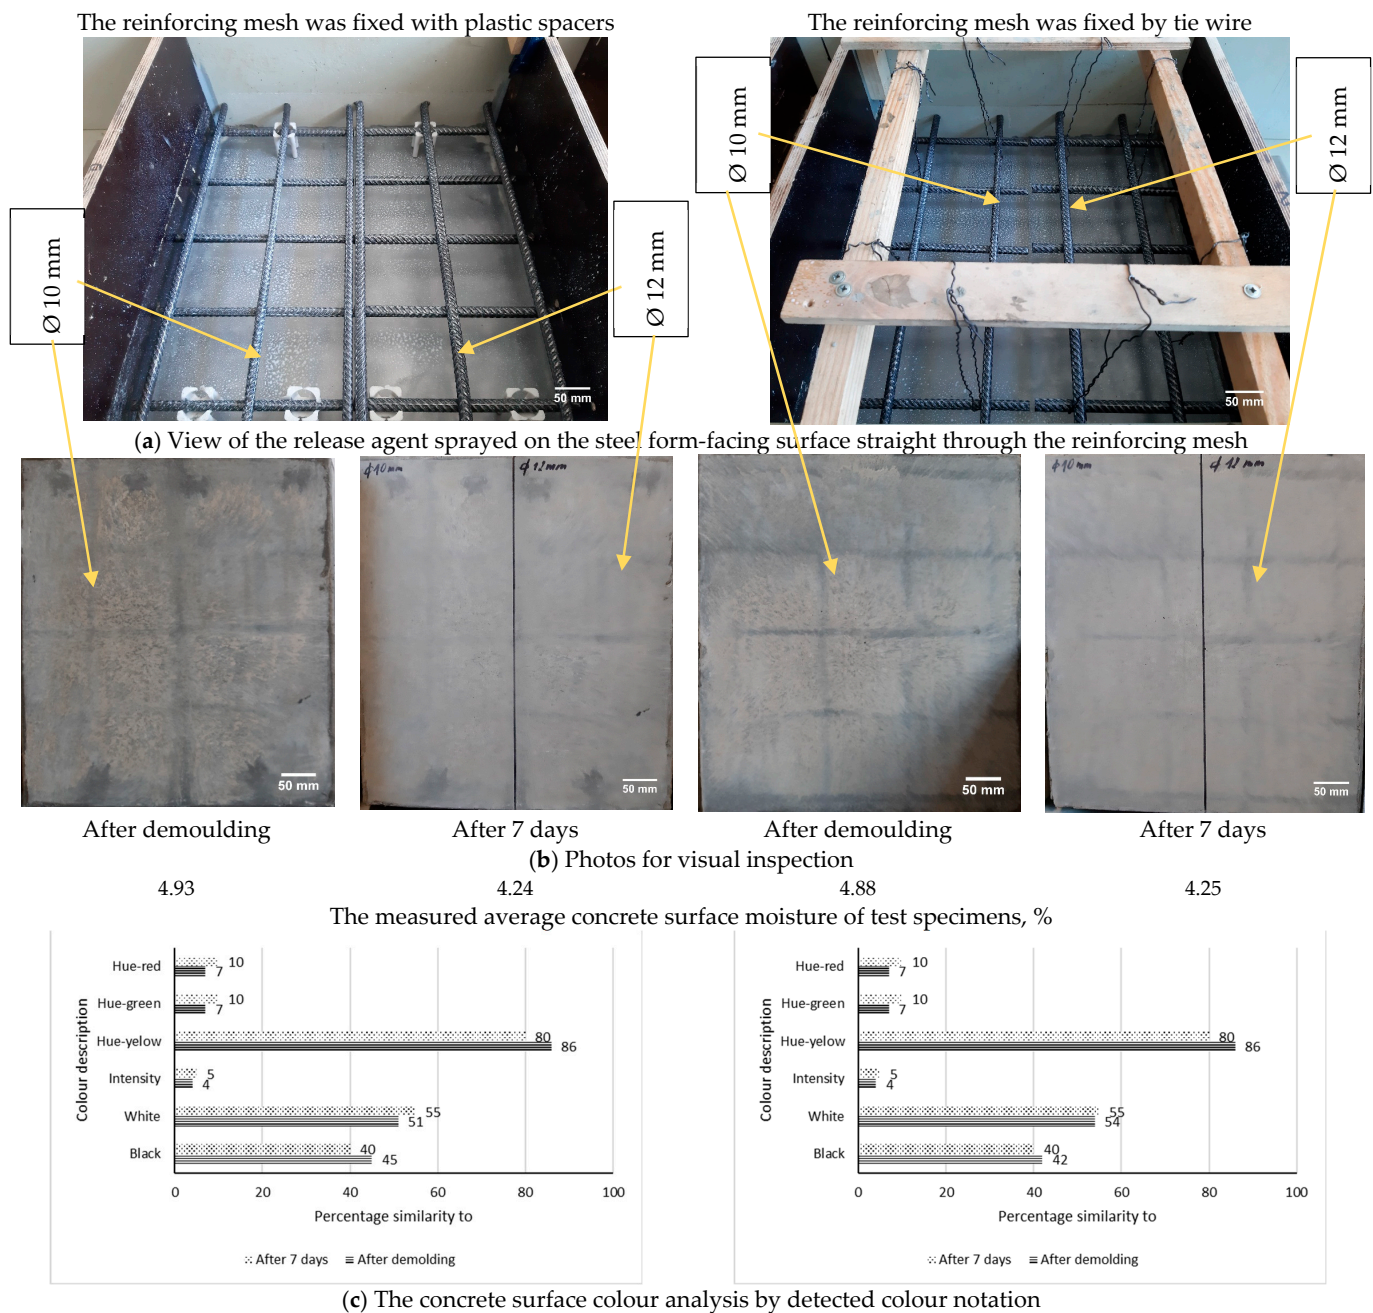 The reinforcing mesh was fixed with plastic spacers
The reinforcing mesh was fixed by tie wire
Ø 10 mm
Ø 12 mm
Ø 10 mm
Ø 12 mm
50 mm
50 mm
(a) View of the release agent sprayed on the steel form-facing surface straight through the reinforcing mesh
ϕ10mm
ϕ12mm
ϕ10mm
ϕ12mm
50 mm
50 mm
50 mm
50 mm
After demoulding
After 7 days
After demoulding
After 7 days
(b) Photos for visual inspection
4.93
4.24
4.88
4.25
The measured average concrete surface moisture of test specimens, %
Colour description
Hue-red
10
7
Hue-green
10
7
Hue-yelow
80
86
Intensity
5
4
White
55
51
Black
40
45
0 20 40 60 80 100
Percentage similarity to
After 7 days After demolding
Colour description
Hue-red
10
7
Hue-green
10
7
Hue-yelow
80
86
Intensity
5
4
White
55
54
Black
40
42
0 20 40 60 80 100
Percentage similarity to
After 7 days After demolding
(c) The concrete surface colour analysis by detected colour notation